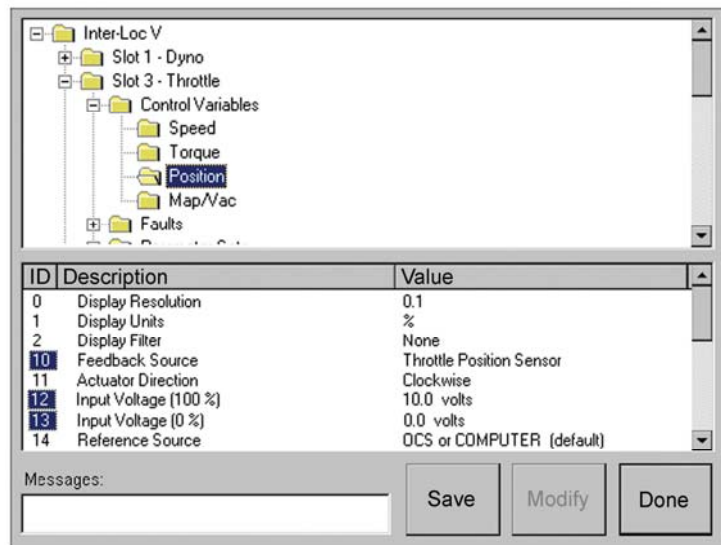 Inter-Loc V
Slot 1 - Dyno
Slot 3 - Throttle
Control Variables
Speed
Torque
Position
Map/Vac
Faults
ID Description Value
0 Display Resolution 0.1
1 Display Units %
2 Display Filter None
10 Feedback Source Throttle Position Sensor
11 Actuator Direction Clockwise
12 Input Voltage (100 %) 10.0 volts
13 Input Voltage (0 %) 0.0 volts
14 Reference Source OCS or COMPUTER (default)
Messages:
Save Modify Done